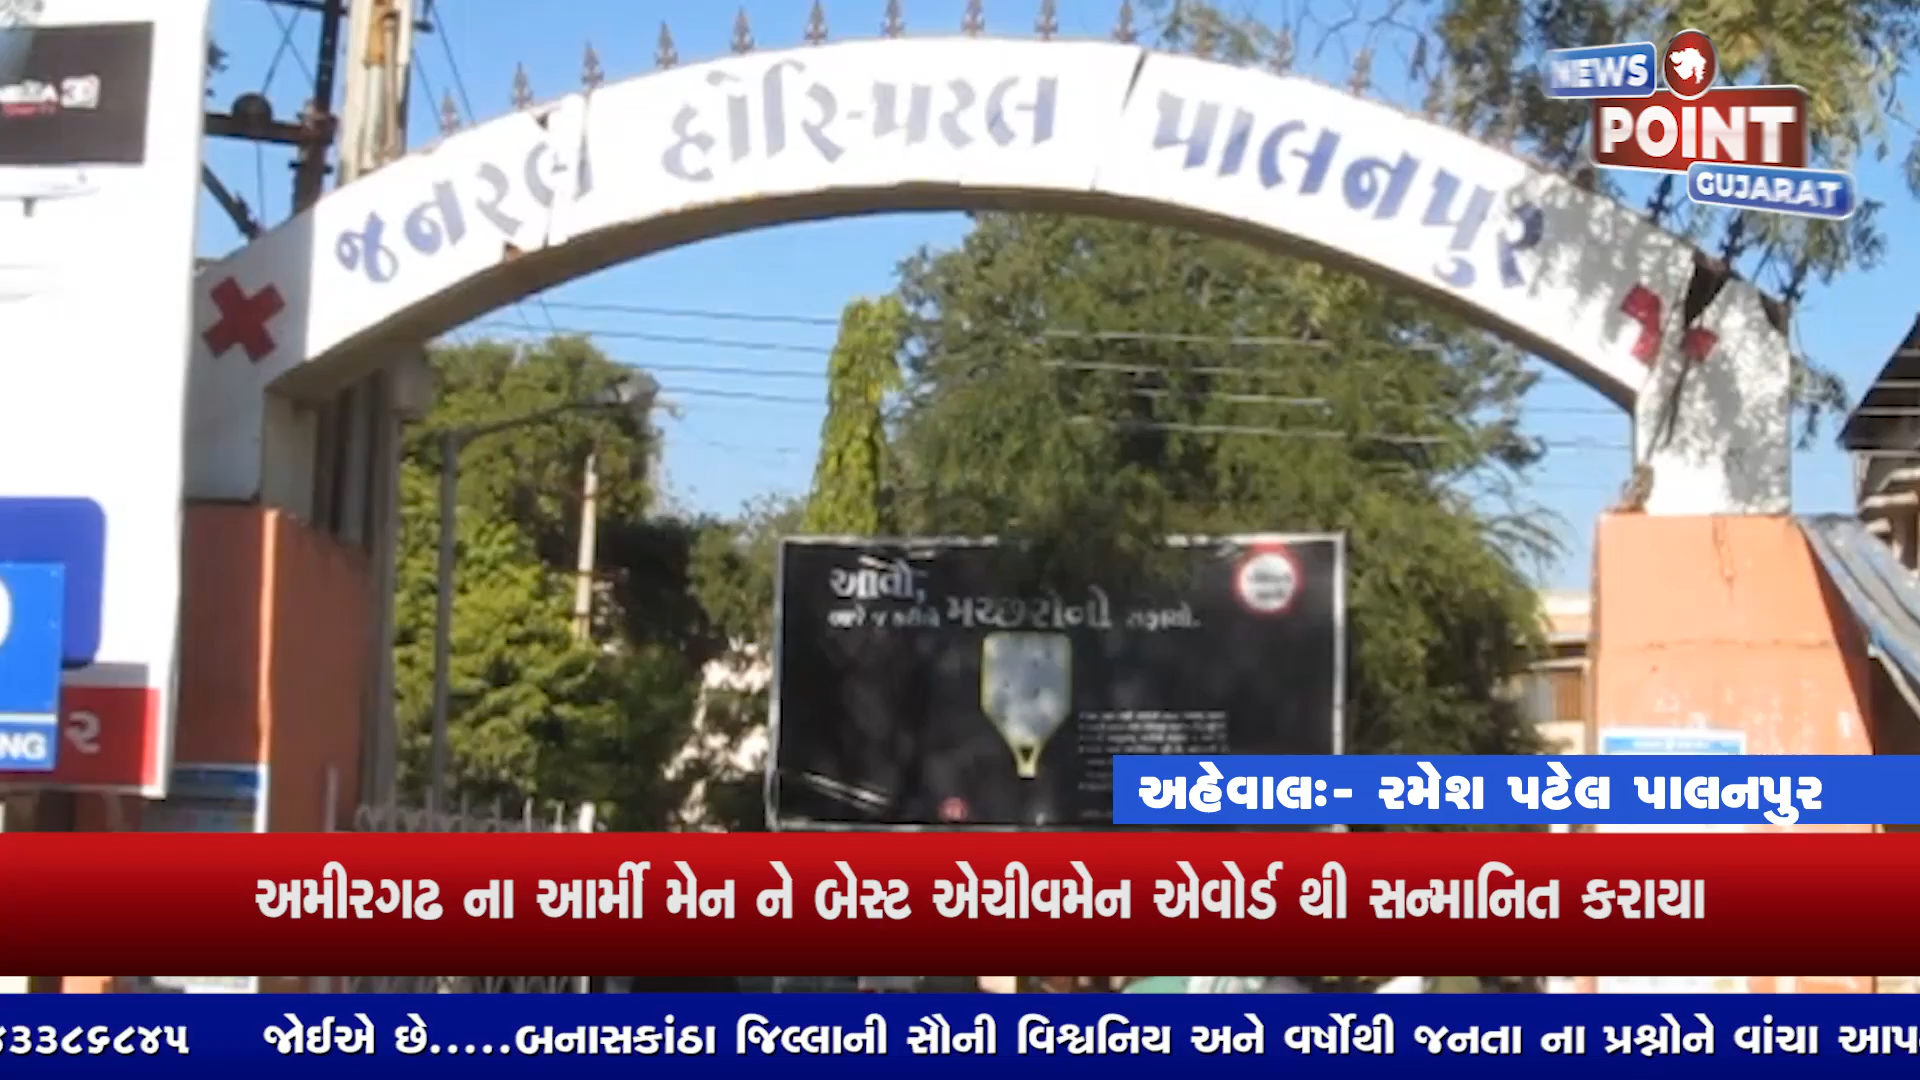 NEWS
POINT
GUJARAT
જનરલ હોસ્પિટલ પાલનપુર
આવો,
મચ્છરોનો
NG
ર
અહેવાલઃ- રમેશ પટેલ પાલનપુર
અમીરગઢ ના આર્મી મેન ને બેસ્ટ એચીવમેન એવોર્ડ થી સન્માનિત કરાયા
૩૩૮૬૮૪૫ જોઈએ છે.....બનાસકાંઠા જિલ્લાની સૌની વિશ્વનિય અને વર્ષોથી જનતા ના પ્રશ્નોને વાંચા આપ